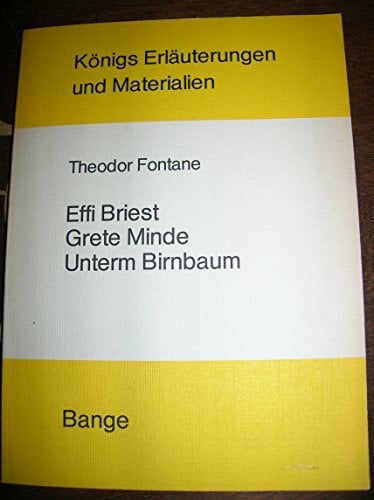 Königs Erläuterungen
und Materialien
Theodor Fontane
Effi Briest
Grete Minde
Unterm Birnbaum
Bange